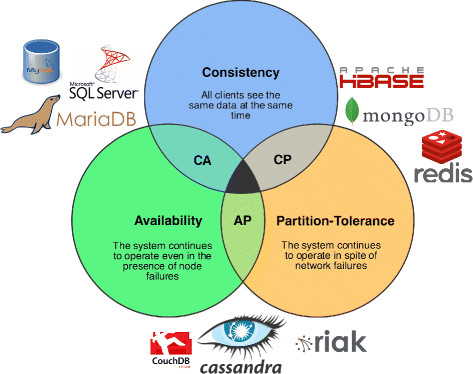 MySQL
Microsoft
SQL Server
MariaDB
Consistency
All clients see the
same data at the same
time
APACHE
HBASE
mongoDB
redis
CA
CP
Availability
The system continues
to operate even in the
presence of node
failures
AP
Partition-Tolerance
The system continues
to operate in spite of
network failures
CouchDB
cassandra
riak